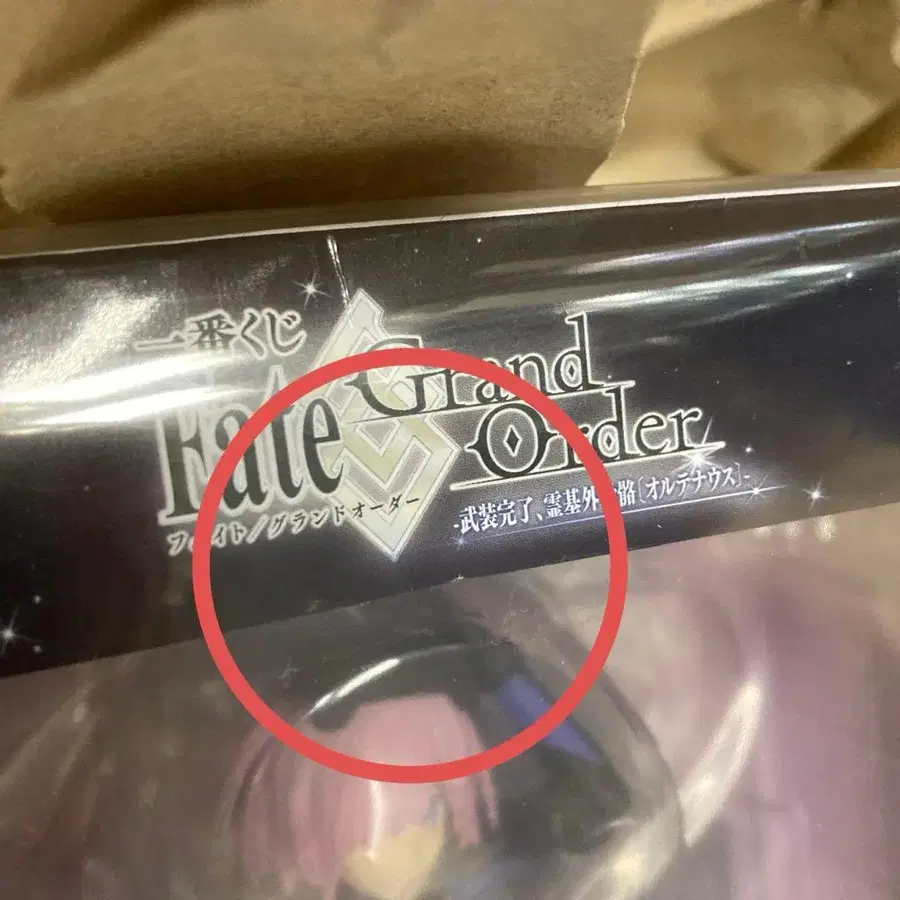 一番くじ
Fate
Grand
Order
フェイト/グランドオーダー
-武装完了、霊基外骨骼〔オルテナウス〕-